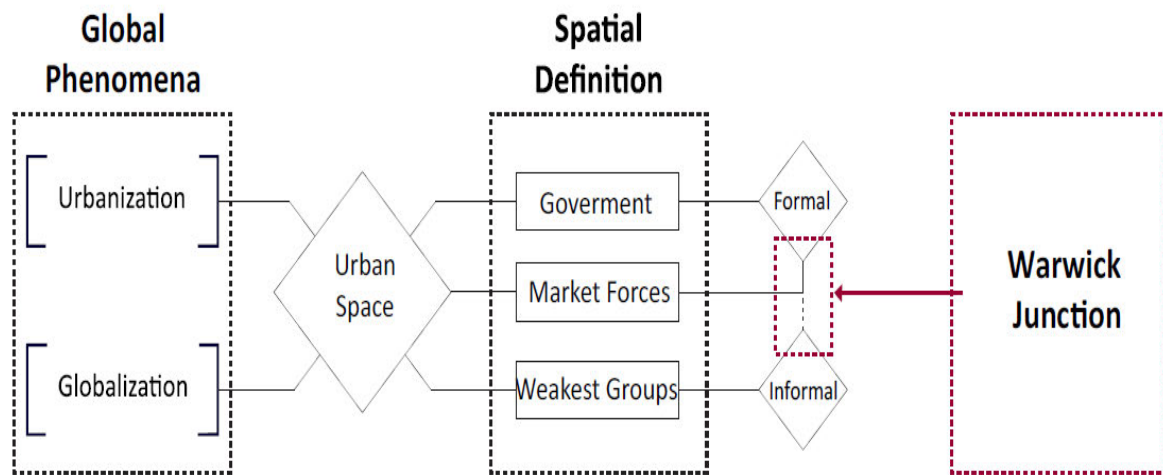 Global
Phenomena
Spatial
Definition
Urbanization
Globalization
Urban
Space
Goverment
Market Forces
Weakest Groups
Formal
Informal
Warwick
Junction